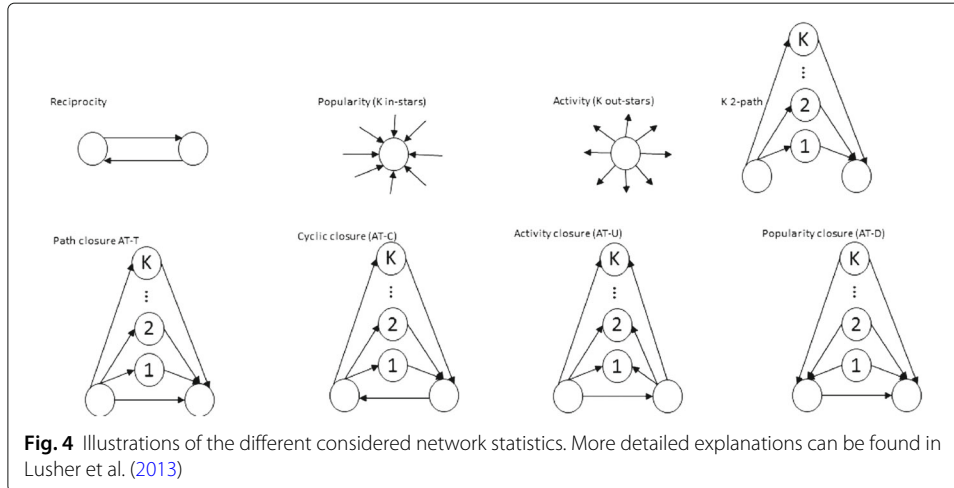 Reciprocity
Popularity (K in-stars)
Activity (K out-stars)
K 2-path
K
⋮
2
1
Path closure AT-T
Cyclic closure (AT-C)
Activity closure (AT-U)
Popularity closure (AT-D)
K
⋮
2
1
K
⋮
2
1
K
⋮
2
1
K
⋮
2
1
Fig. 4 Illustrations of the different considered network statistics. More detailed explanations can be found in
Lusher et al. (2013)